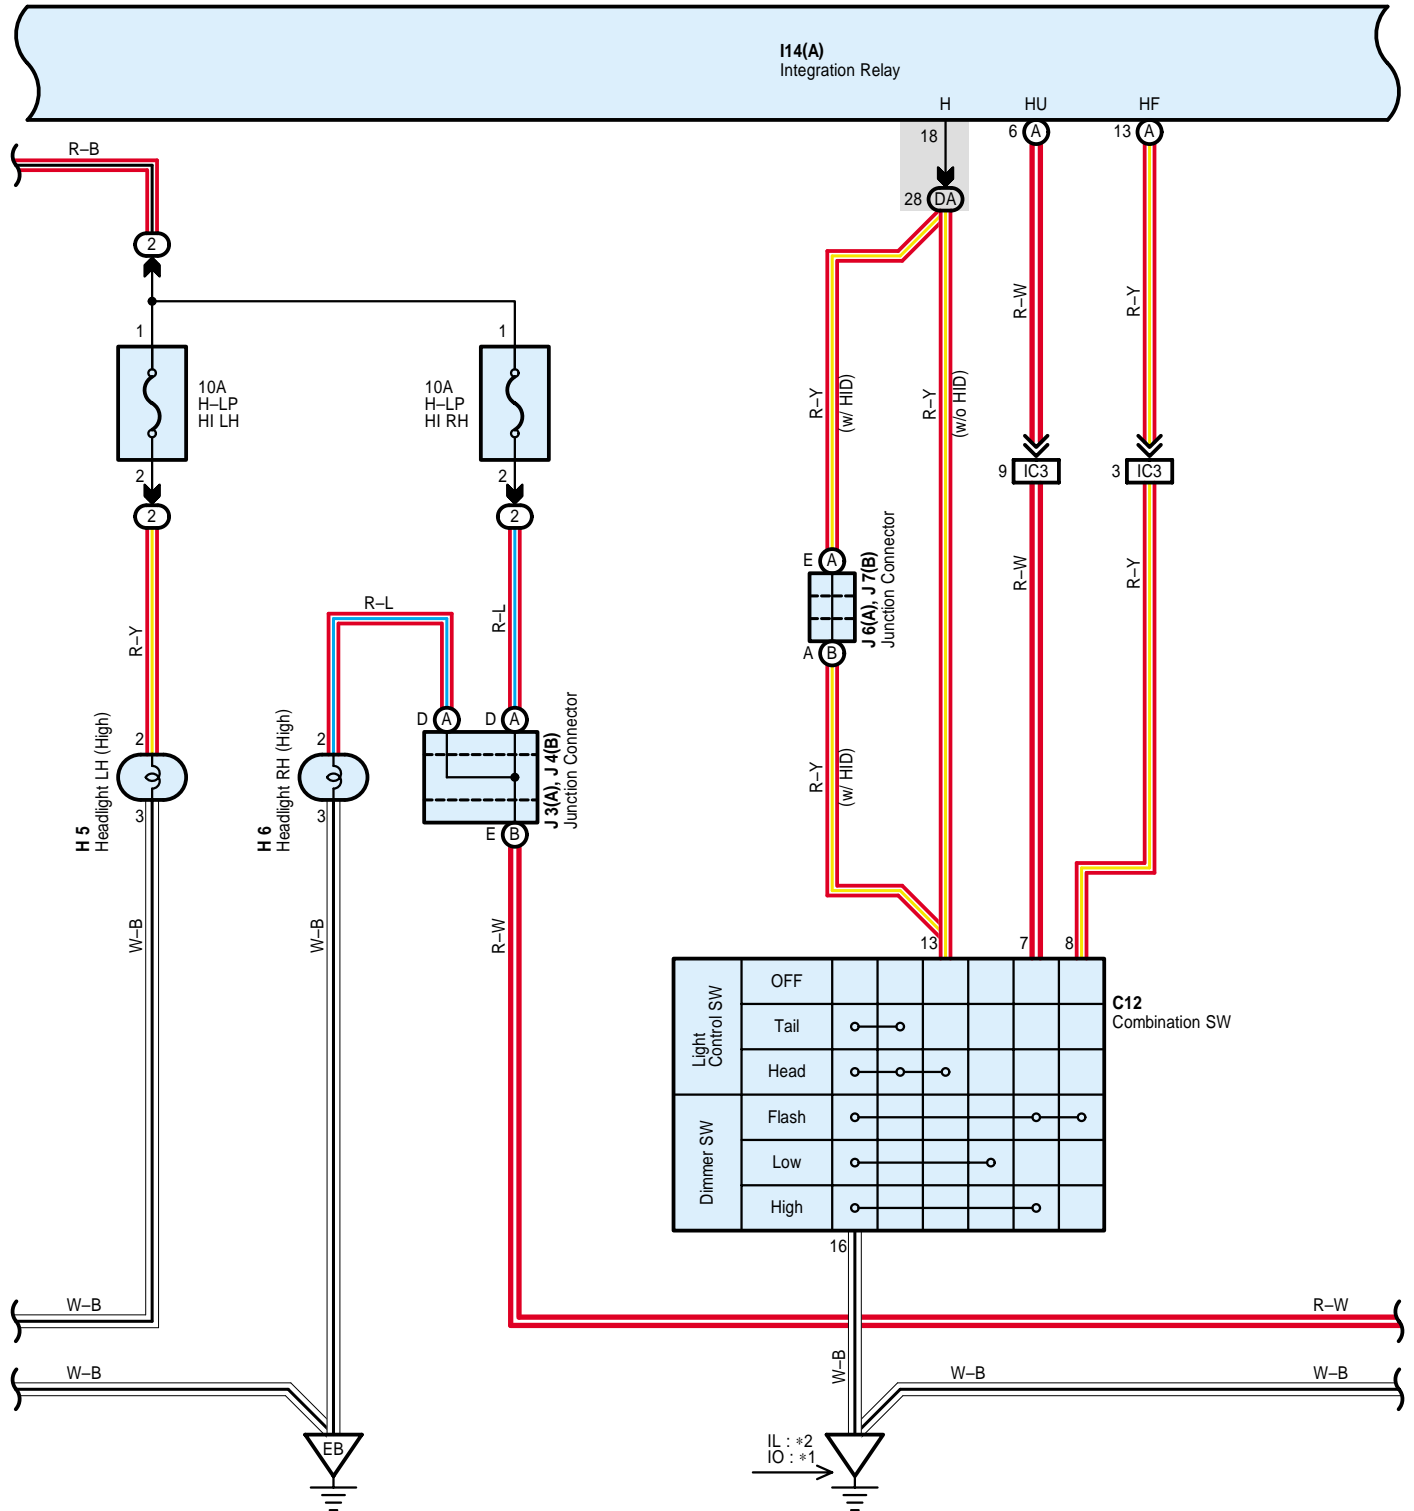 I14(A)
Integration Relay
H
HU
HF
18
6
A
13
A
28
DA
R–B
2
1
1
10A
H–LP
HI LH
10A
H–LP
HI RH
2
2
2
2
R–Y
(w/ HID)
R–Y
(w/o HID)
R–W
R–Y
9
IC3
3
IC3
E
A
J 6(A), J 7(B)
Junction Connector
A
B
R–W
R–Y
R–Y
R–L
R–L
D
A
D
A
J 3(A), J 4(B)
Junction Connector
E
B
2
H 5
Headlight LH (High)
3
2
H 6
Headlight RH (High)
3
R–Y
(w/ HID)
W–B
W–B
R–W
13
7
8
Light
Control SW
OFF
Tail
Head
Dimmer SW
Flash
Low
High
C12
Combination SW
16
W–B
R–W
W–B
W–B
W–B
W–B
EB
IL : *2
IO : *1